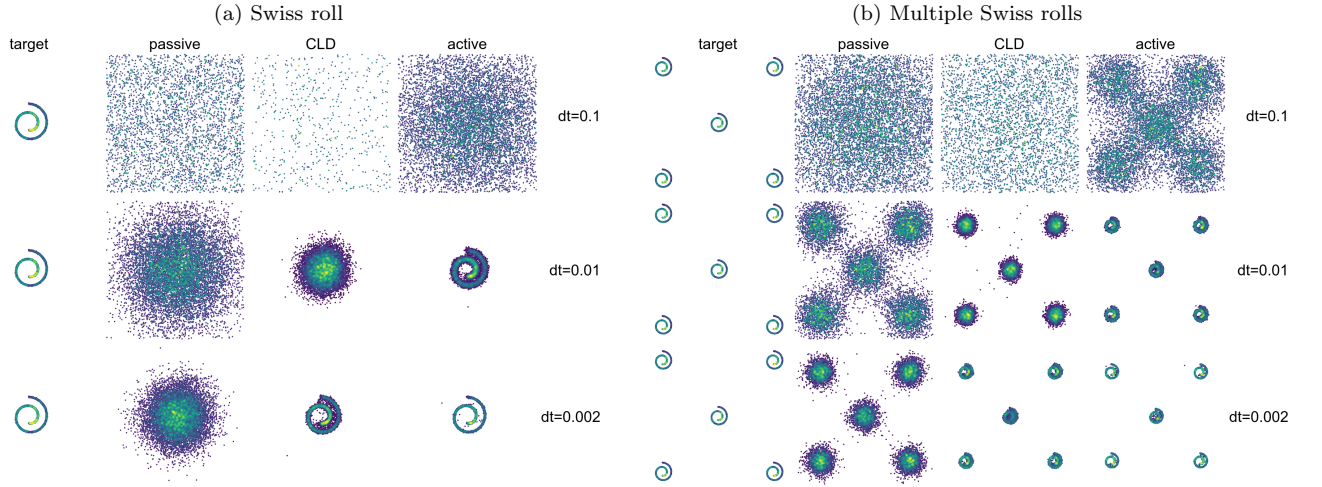 (a) Swiss roll
target passive CLD active
dt=0.1
dt=0.01
dt=0.002
(b) Multiple Swiss rolls
target passive CLD active
dt=0.1
dt=0.01
dt=0.002